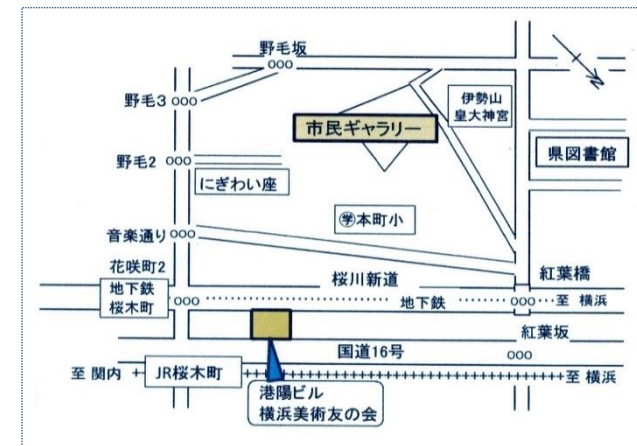 野毛坂
野毛3
伊勢山
皇大神宮
N
市民ギャラリー
県図書館
野毛2
にぎわい座
㊫本町小
音楽通り
花咲町2
桜川新道
紅葉橋
地下鉄
桜木町
地下鉄
至 横浜
紅葉坂
国道16号
至 関内
JR桜木町
至 横浜
港陽ビル
横浜美術友の会